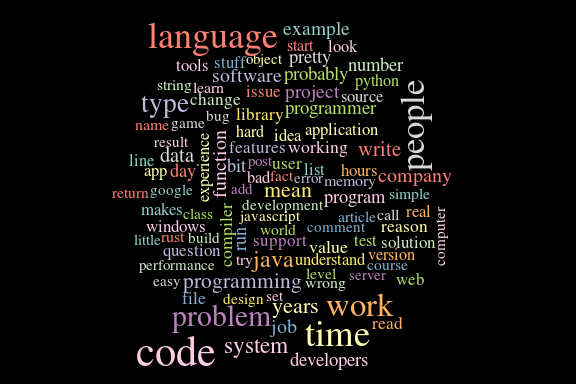 language example
start look
tools stuff object pretty
software probably number
string learn python
type change issue project source
bug library programmer people
name game hard idea application
result experience function features working write
line data bit post user list hours
app day bad fact error memory company
return google add mean program simple
makes class development real
compiler javascript article call
windows run world comment reason computer
little rust build support value test solution
question try java understand version
performance level server course
easy programming wrong web
file design set years work
problem job time read
code system developers